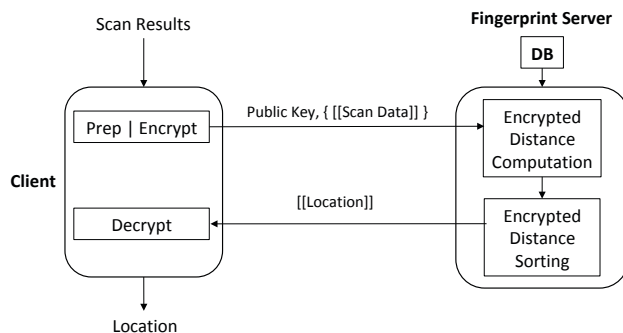 Scan Results
Fingerprint Server
DB
Prep | Encrypt
Public Key, { [[Scan Data]] }
Encrypted
Distance
Computation
Client
[[Location]]
Decrypt
Encrypted
Distance
Sorting
Location